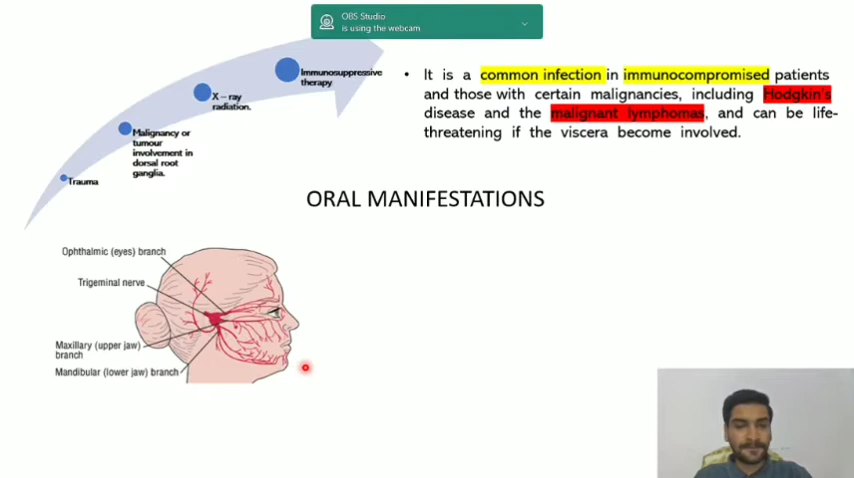 OBS Studio
is using the webcam
Immunosuppressive
therapy
X – ray
radiation.
Malignancy or
tumour
involvement in
dorsal root
ganglia.
Trauma
• It is a common infection in immunocompromised patients
and those with certain malignancies, including Hodgkin's
disease and the malignant lymphomas, and can be life-
threatening if the viscera become involved.
ORAL MANIFESTATIONS
Ophthalmic (eyes) branch
Trigeminal nerve
Maxillary (upper jaw)
branch
Mandibular (lower jaw) branch